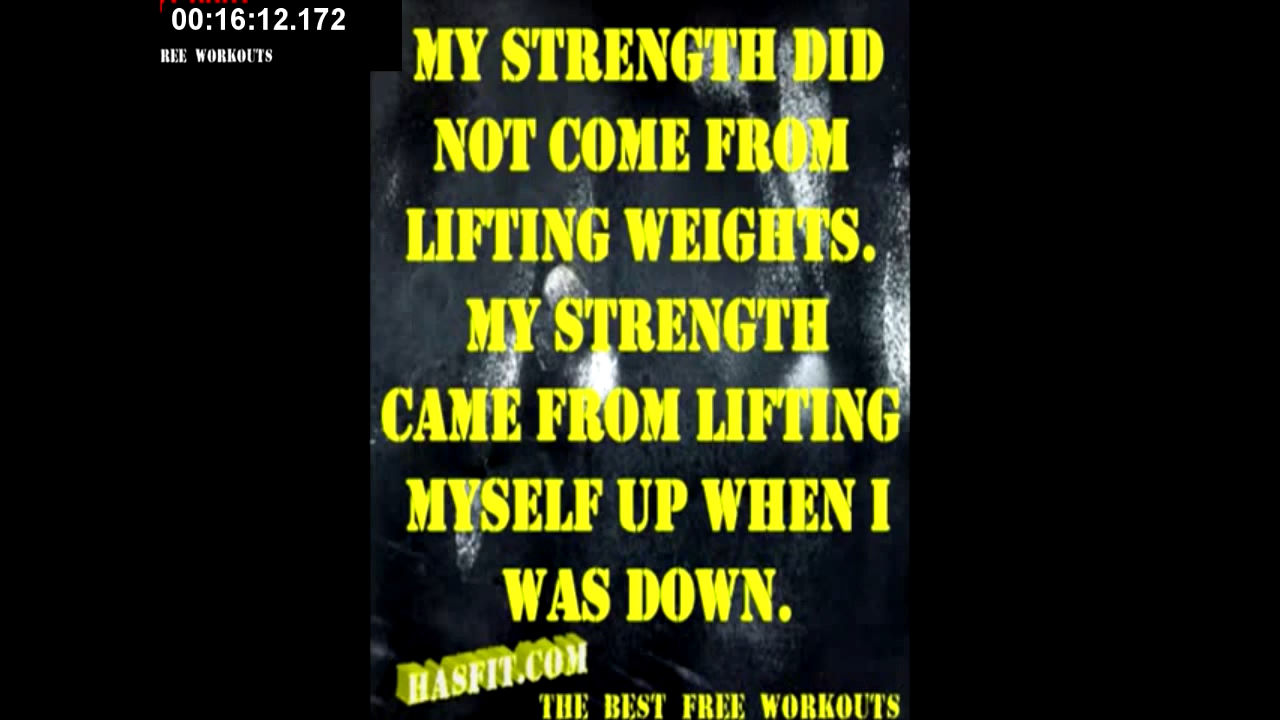 00:16:12.172
REE WORKOUTS
MY STRENGTH DID
NOT COME FROM
LIFTING WEIGHTS.
MY STRENGTH
CAME FROM LIFTING
MYSELF UP WHEN I
WAS DOWN.
HASFIT.COM
THE BEST FREE WORKOUTS